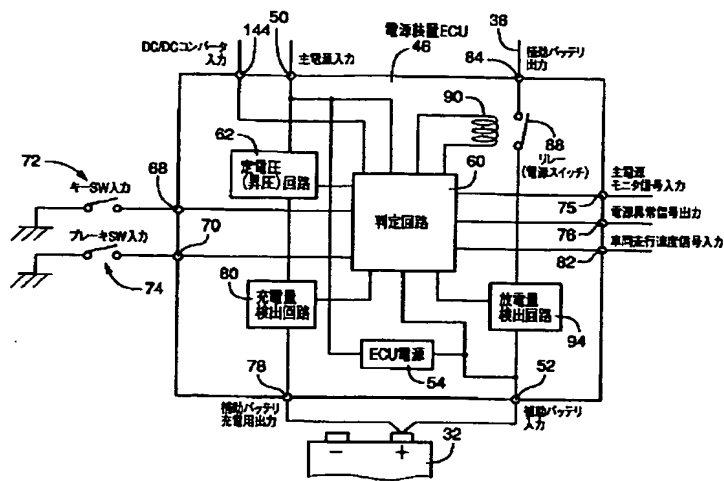 DC/DCコンバータ
入力
144
50
主電源入力
電源装置ECU
46
38
補助バッテリ
出力
84
90
88
リレー
(電源スイッチ)
62
定電圧
(昇圧)回路
60
判定回路
72
キーSW入力
68
主電源
モニタ信号入力
75
電源異常信号出力
76
車両走行速度信号入力
82
ブレーキSW入力
70
74
80
充電量
検出回路
放電量
検出回路
94
ECU電源
54
78
52
補助バッテリ
充電用出力
補助バッテリ
入力
− +
32